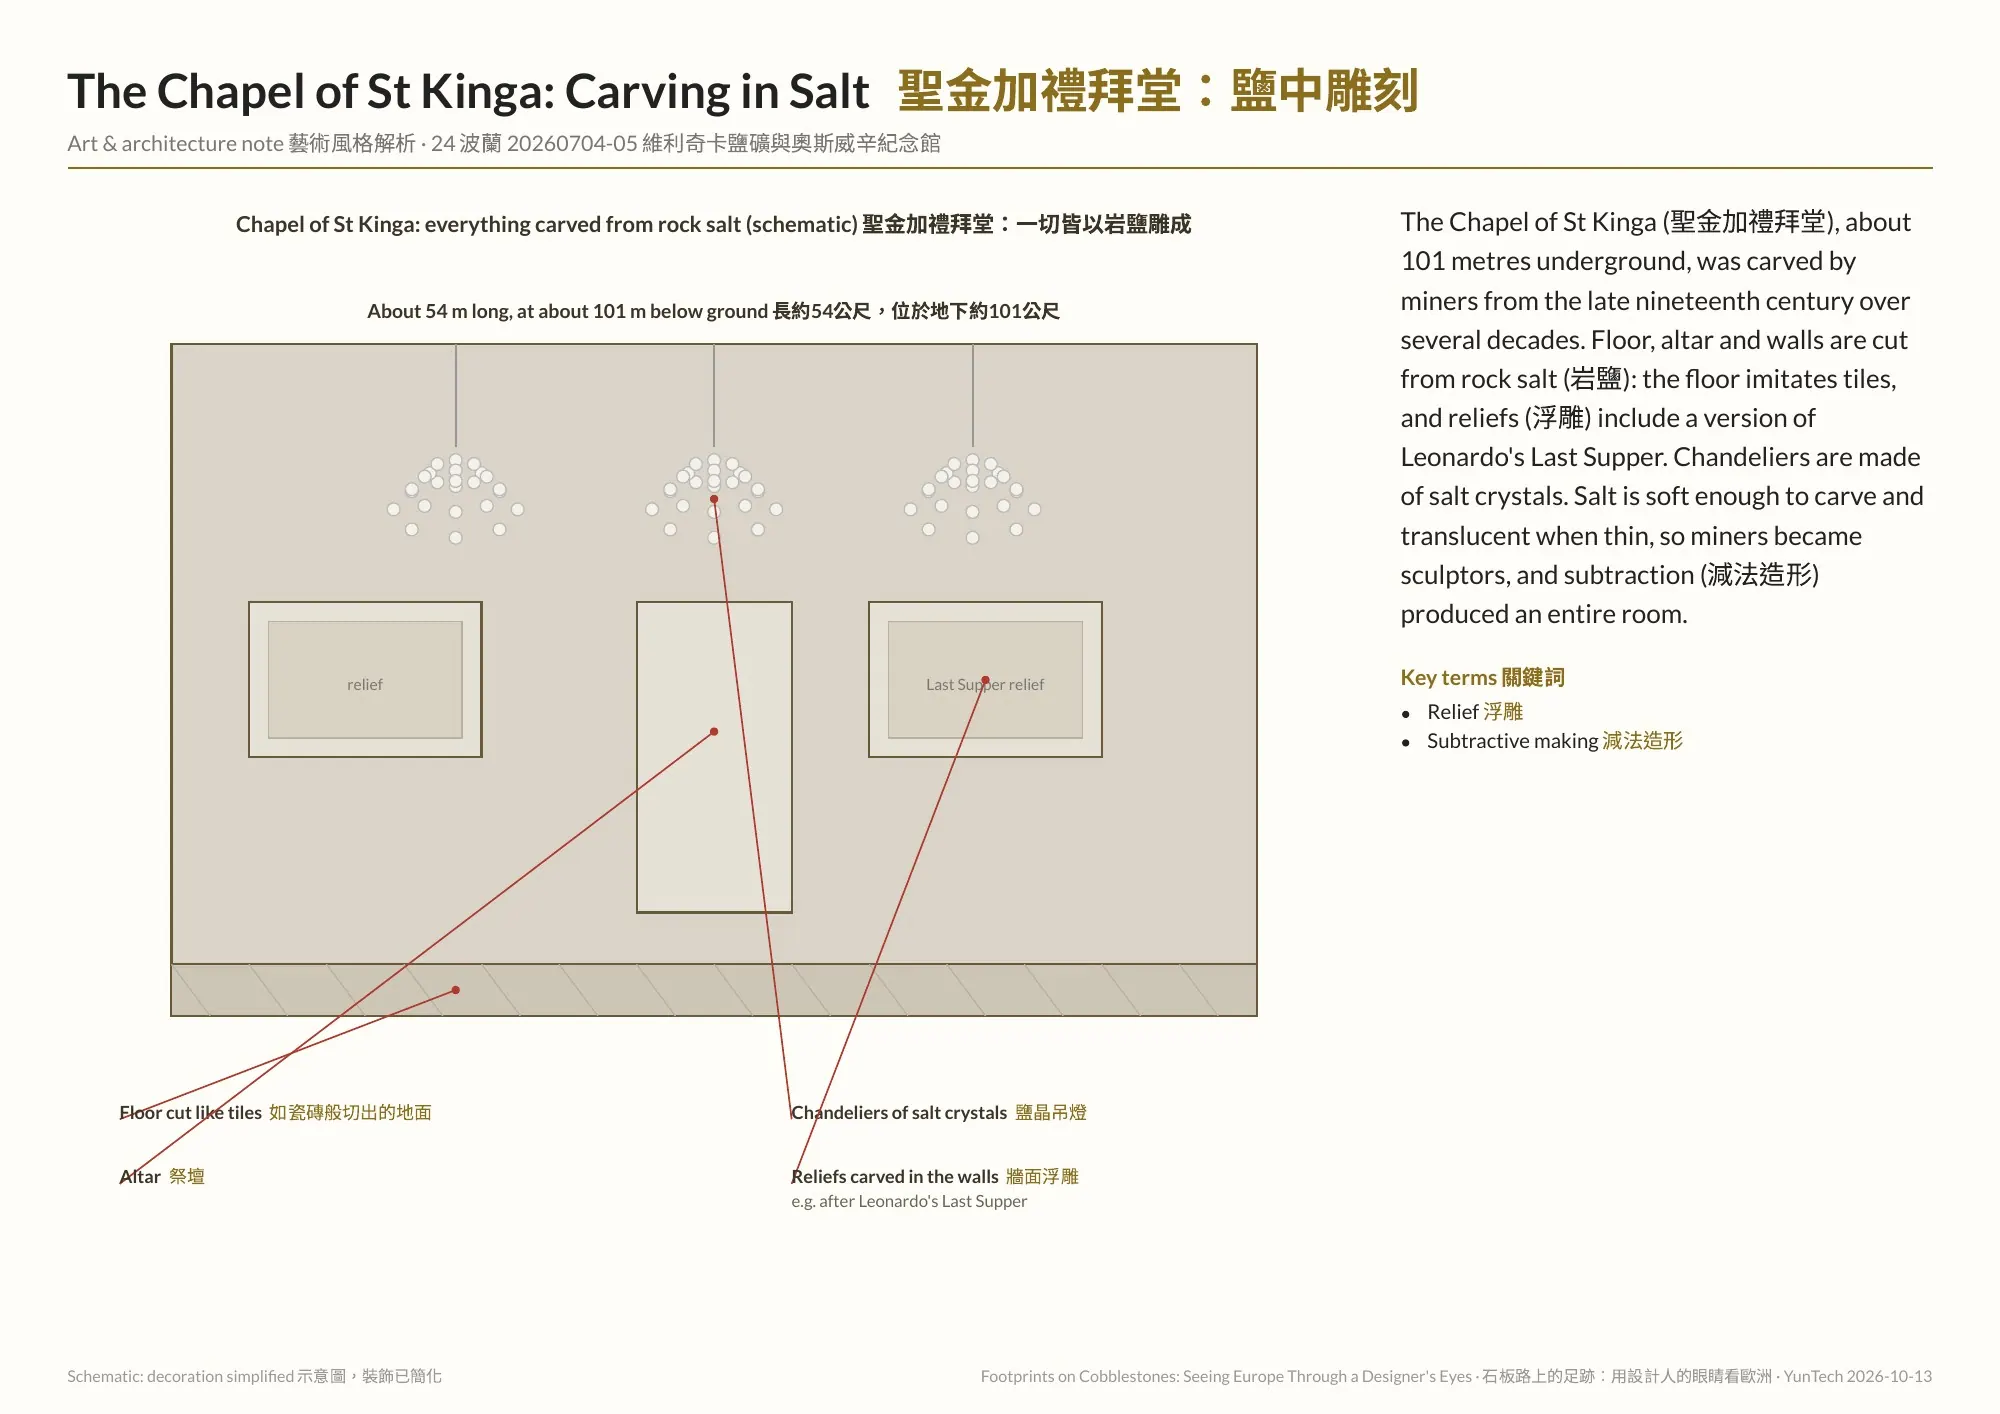 The Chapel of St Kinga: Carving in Salt 聖金加禮拜堂：鹽中雕刻
Art & architecture note 藝術風格解析 · 24 波蘭 20260704-05 維利奇卡鹽礦與奧斯威辛紀念館
Chapel of St Kinga: everything carved from rock salt (schematic) 聖金加禮拜堂：一切皆以岩鹽雕成
About 54 m long, at about 101 m below ground 長約54公尺，位於地下約101公尺
relief
Last Supper relief
Floor cut like tiles 如瓷磚般切出的地面
Chandeliers of salt crystals 鹽晶吊燈
Altar 祭壇
Reliefs carved in the walls 牆面浮雕
e.g. after Leonardo's Last Supper
The Chapel of St Kinga (聖金加禮拜堂), about
101 metres underground, was carved by
miners from the late nineteenth century over
several decades. Floor, altar and walls are cut
from rock salt (岩鹽): the floor imitates tiles,
and reliefs (浮雕) include a version of
Leonardo's Last Supper. Chandeliers are made
of salt crystals. Salt is soft enough to carve and
translucent when thin, so miners became
sculptors, and subtraction (減法造形)
produced an entire room.
Key terms 關鍵詞
• Relief 浮雕
• Subtractive making 減法造形
Schematic: decoration simplified 示意圖，裝飾已簡化
Footprints on Cobblestones: Seeing Europe Through a Designer's Eyes · 石板路上的足跡：用設計人的眼睛看歐洲 · YunTech 2026-10-13